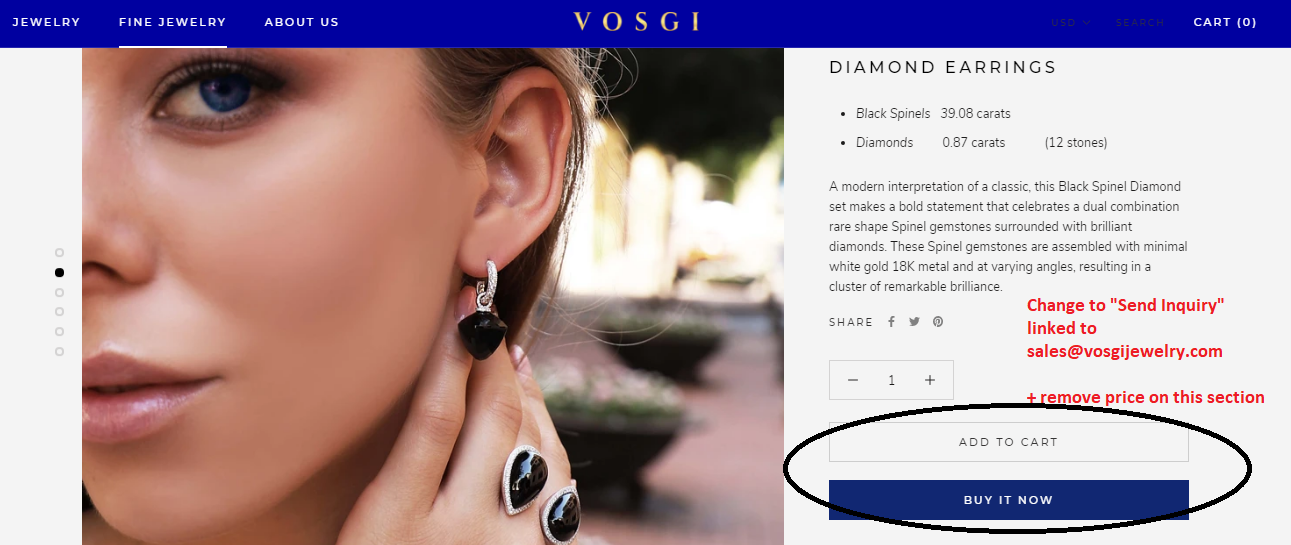 JEWELRY FINE JEWELRY ABOUT US VOSGI USD SEARCH CART (0)
DIAMOND EARRINGS
Black Spinels 39.08 carats
Diamonds 0.87 carats (12 stones)
A modern interpretation of a classic, this Black Spinel Diamond
set makes a bold statement that celebrates a dual combination
rare shape Spinel gemstones surrounded with brilliant
diamonds. These Spinel gemstones are assembled with minimal
white gold 18K metal and at varying angles, resulting in a
cluster of remarkable brilliance.
Change to "Send Inquiry"
linked to
sales@vosgijewelry.com
SHARE
+ remove price on this section
1
ADD TO CART
BUY IT NOW